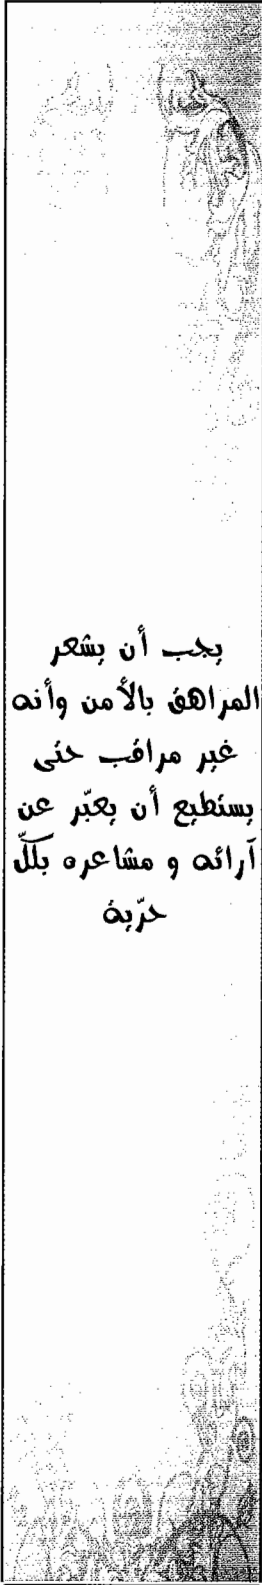 يجب أن يشعر
المراهق بالأمن وأنه
غير مراقب حتى
يستطيع أن يعبّر عن
آرائه و مشاعره بكلّ
حرّية